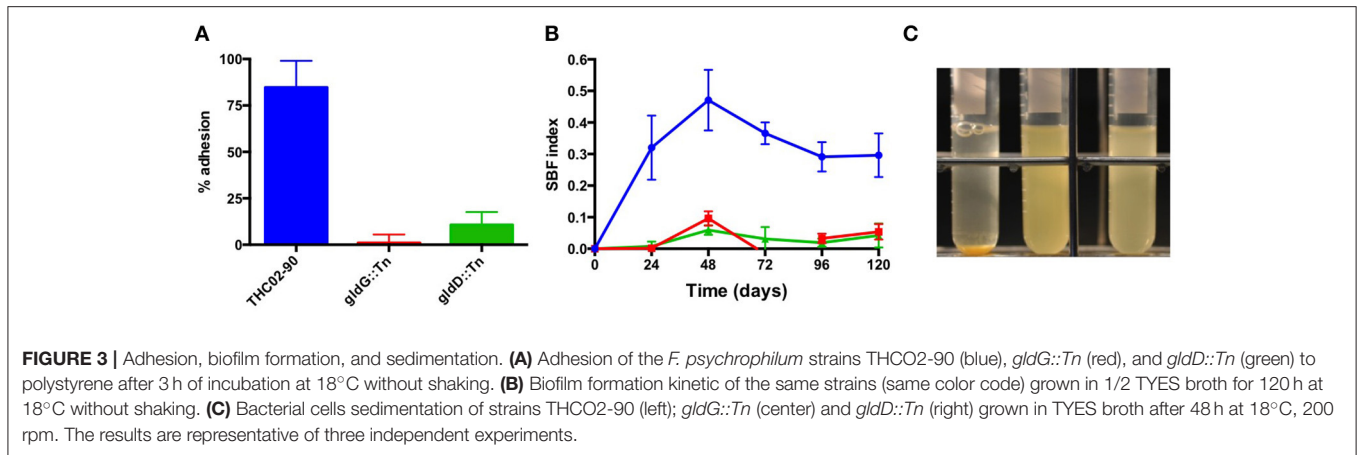 A
% adhesion
100
75
50
25
0
THC02-90
gldG::Tn
gldD::Tn
B
SBF index
0.6
0.5
0.4
0.3
0.2
0.1
0.0
0 24 48 72 96 120
Time (days)
C
FIGURE 3 | Adhesion, biofilm formation, and sedimentation. (A) Adhesion of the F. psychrophilum strains THCO2-90 (blue), gldG::Tn (red), and gldD::Tn (green) to
polystyrene after 3 h of incubation at 18°C without shaking. (B) Biofilm formation kinetic of the same strains (same color code) grown in 1/2 TYES broth for 120 h at
18°C without shaking. (C) Bacterial cells sedimentation of strains THCO2-90 (left); gldG::Tn (center) and gldD::Tn (right) grown in TYES broth after 48 h at 18°C, 200
rpm. The results are representative of three independent experiments.